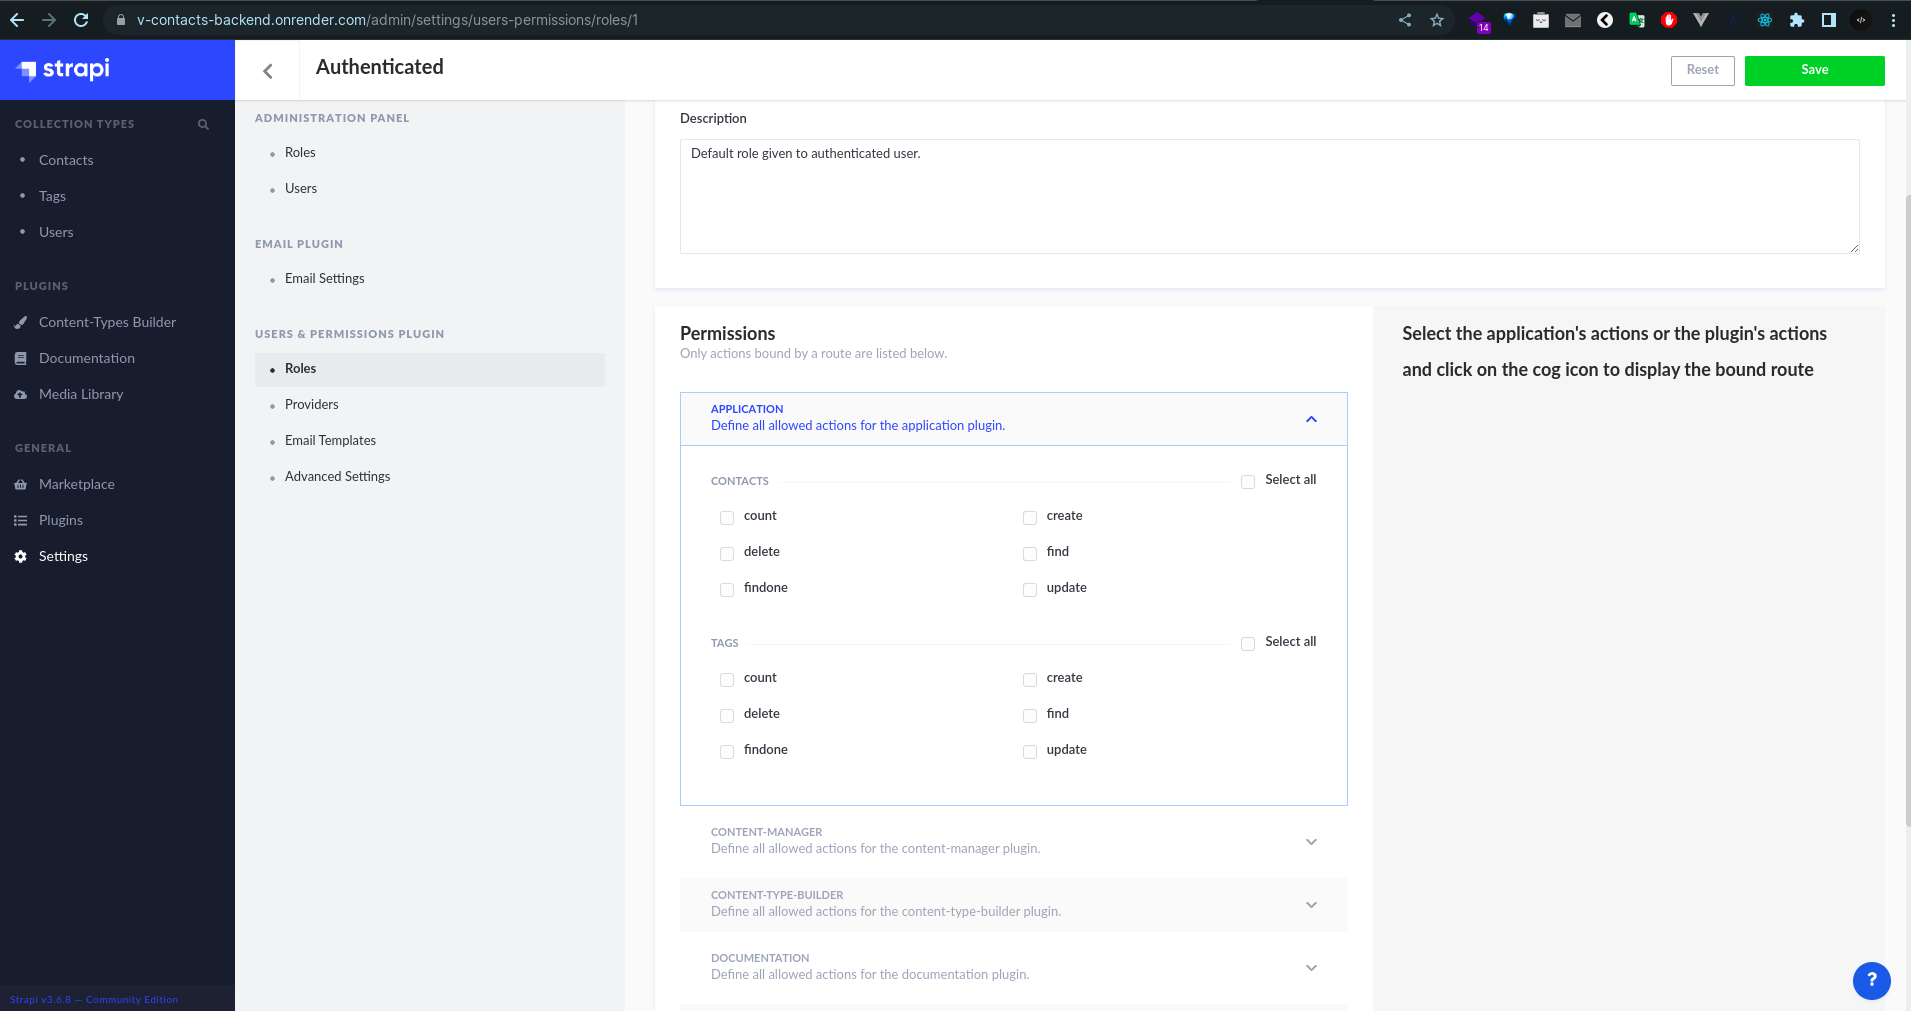 v-contacts-backend.onrender.com/admin/settings/users-permissions/roles/1
14
strapi
Authenticated
Reset
Save
COLLECTION TYPES
Contacts
Tags
Users
PLUGINS
Content-Types Builder
Documentation
Media Library
GENERAL
Marketplace
Plugins
Settings
Strapi v3.6.8 — Community Edition
ADMINISTRATION PANEL
Roles
Users
EMAIL PLUGIN
Email Settings
USERS & PERMISSIONS PLUGIN
Roles
Providers
Email Templates
Advanced Settings
Description
Default role given to authenticated user.
Permissions
Only actions bound by a route are listed below.
APPLICATION
Define all allowed actions for the application plugin.
CONTACTS
Select all
count
create
delete
find
findone
update
TAGS
Select all
count
create
delete
find
findone
update
CONTENT-MANAGER
Define all allowed actions for the content-manager plugin.
CONTENT-TYPE-BUILDER
Define all allowed actions for the content-type-builder plugin.
DOCUMENTATION
Define all allowed actions for the documentation plugin.
Select the application's actions or the plugin's actions
and click on the cog icon to display the bound route
?